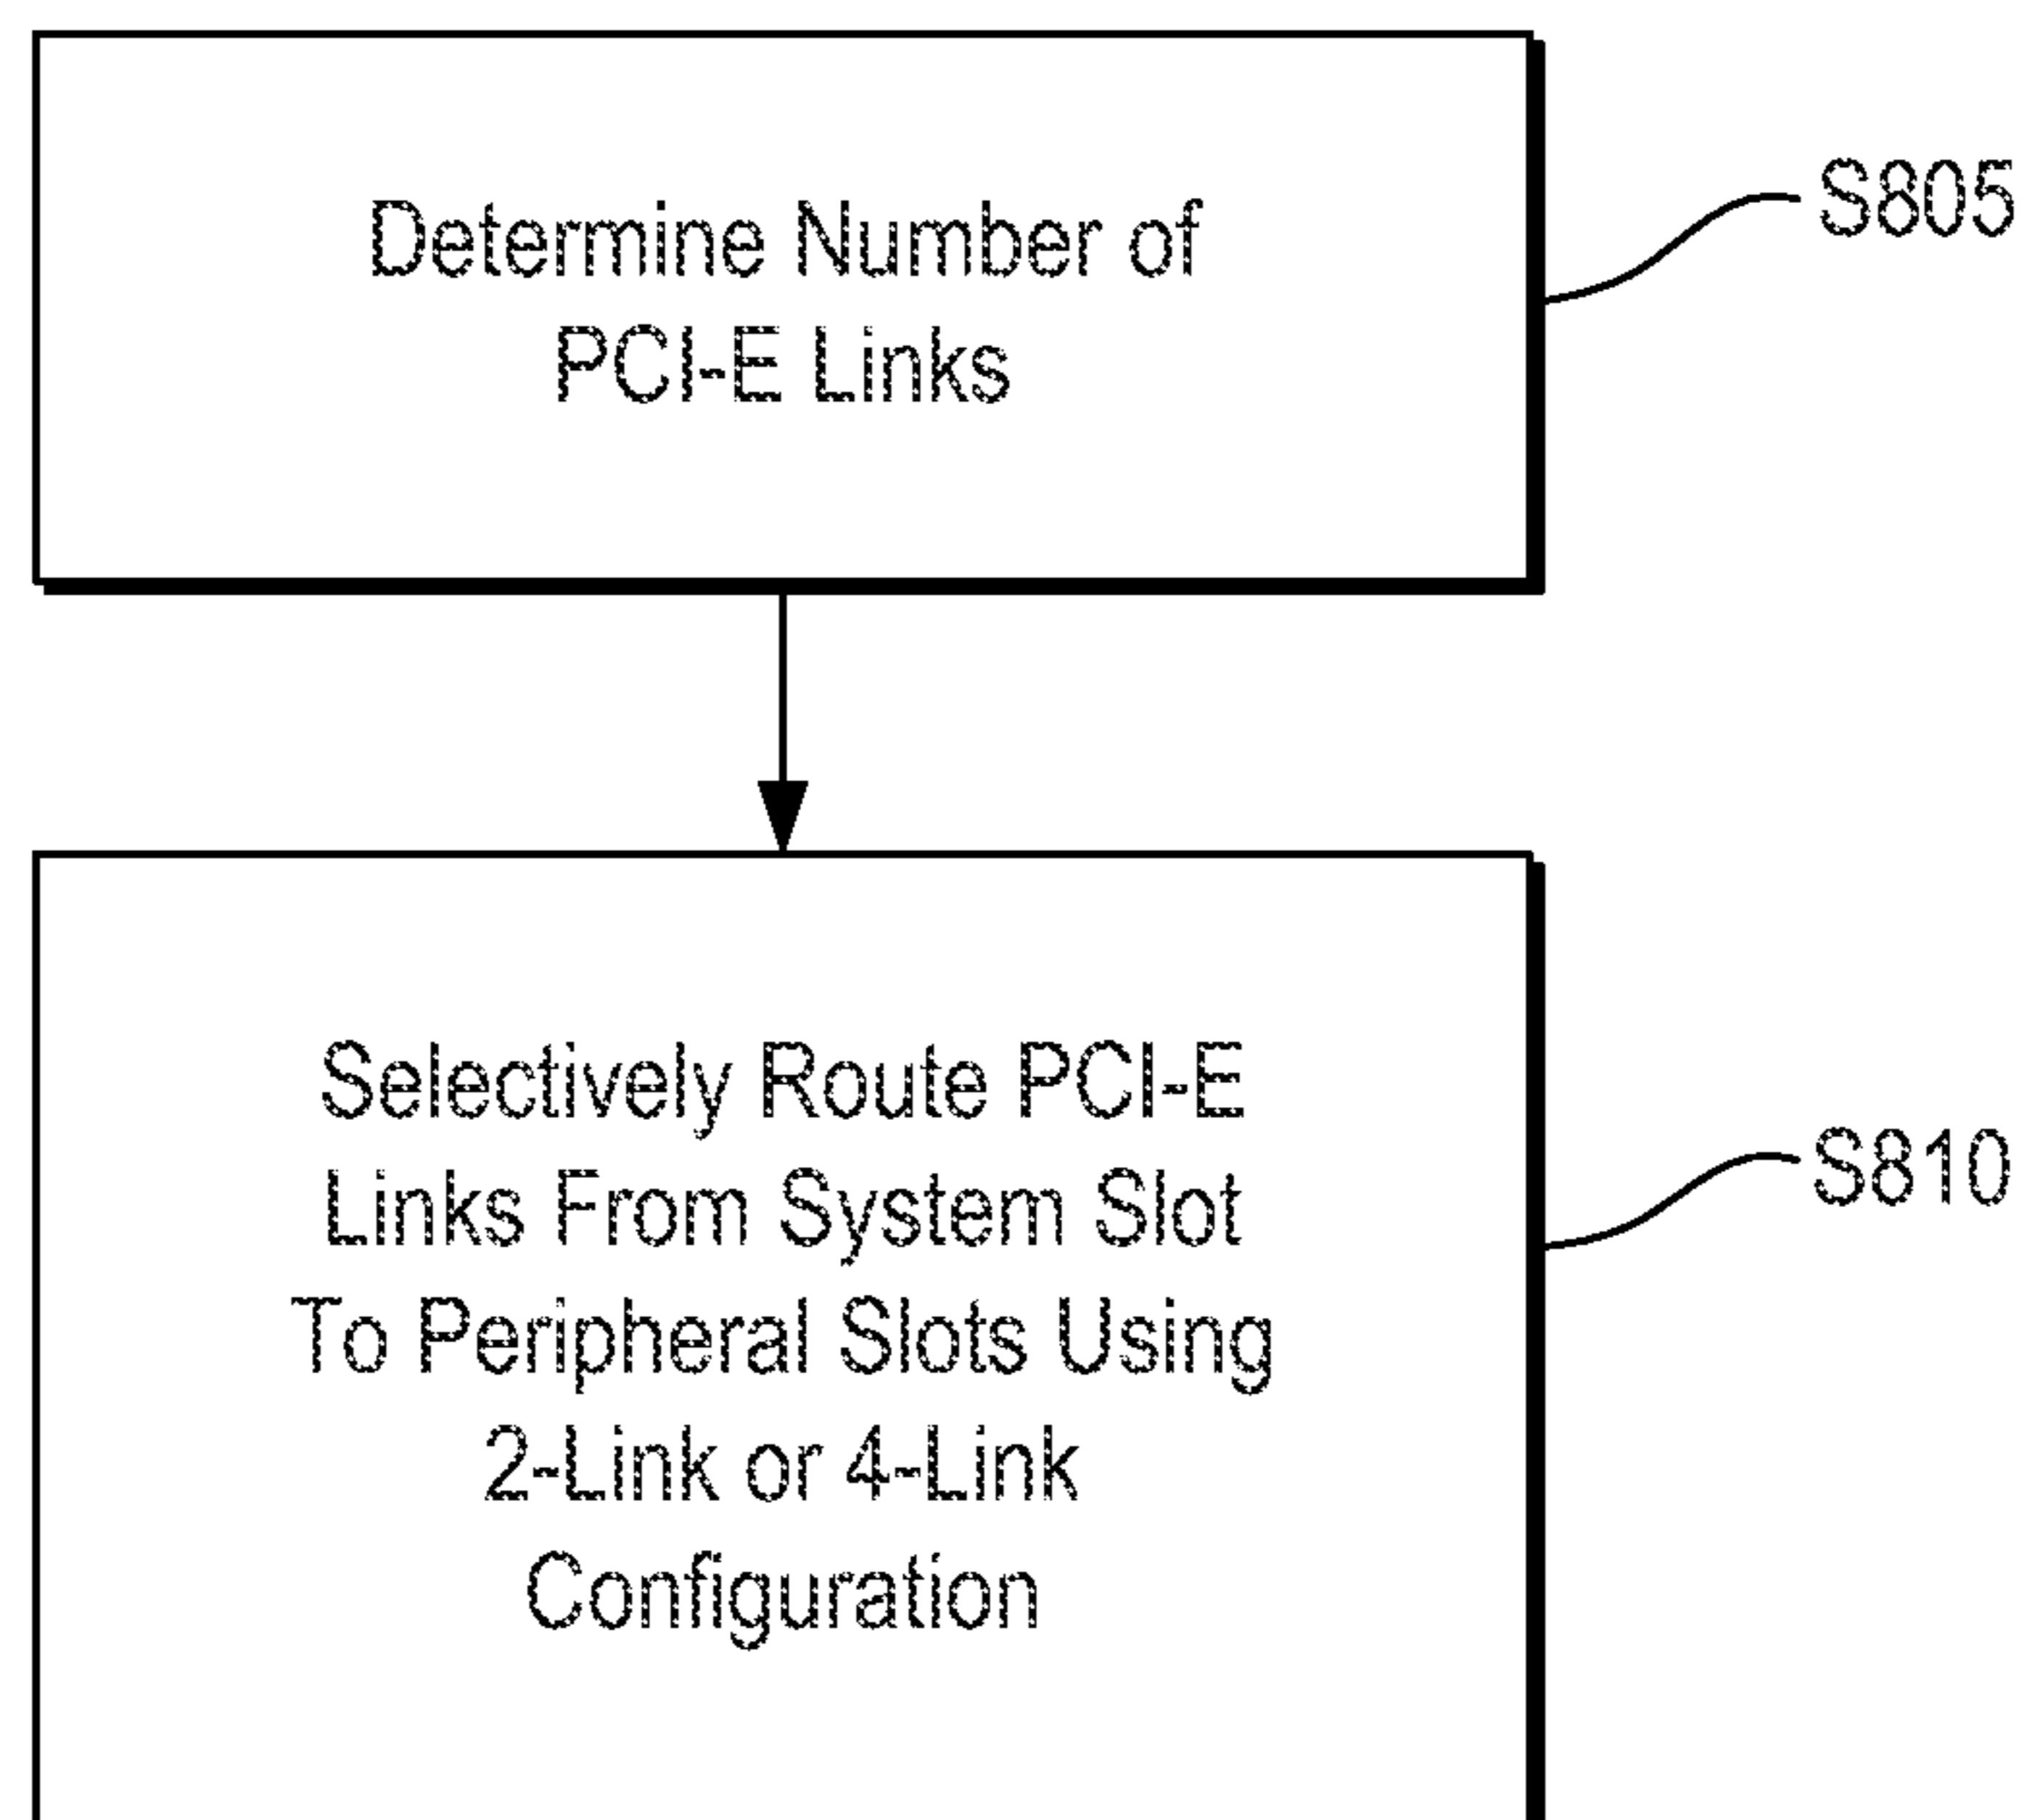 Determine Number of
PCI-E Links
S805
Selectively Route PCI-E
Links From System Slot
To Peripheral Slots Using
2-Link or 4-Link
Configuration
S810